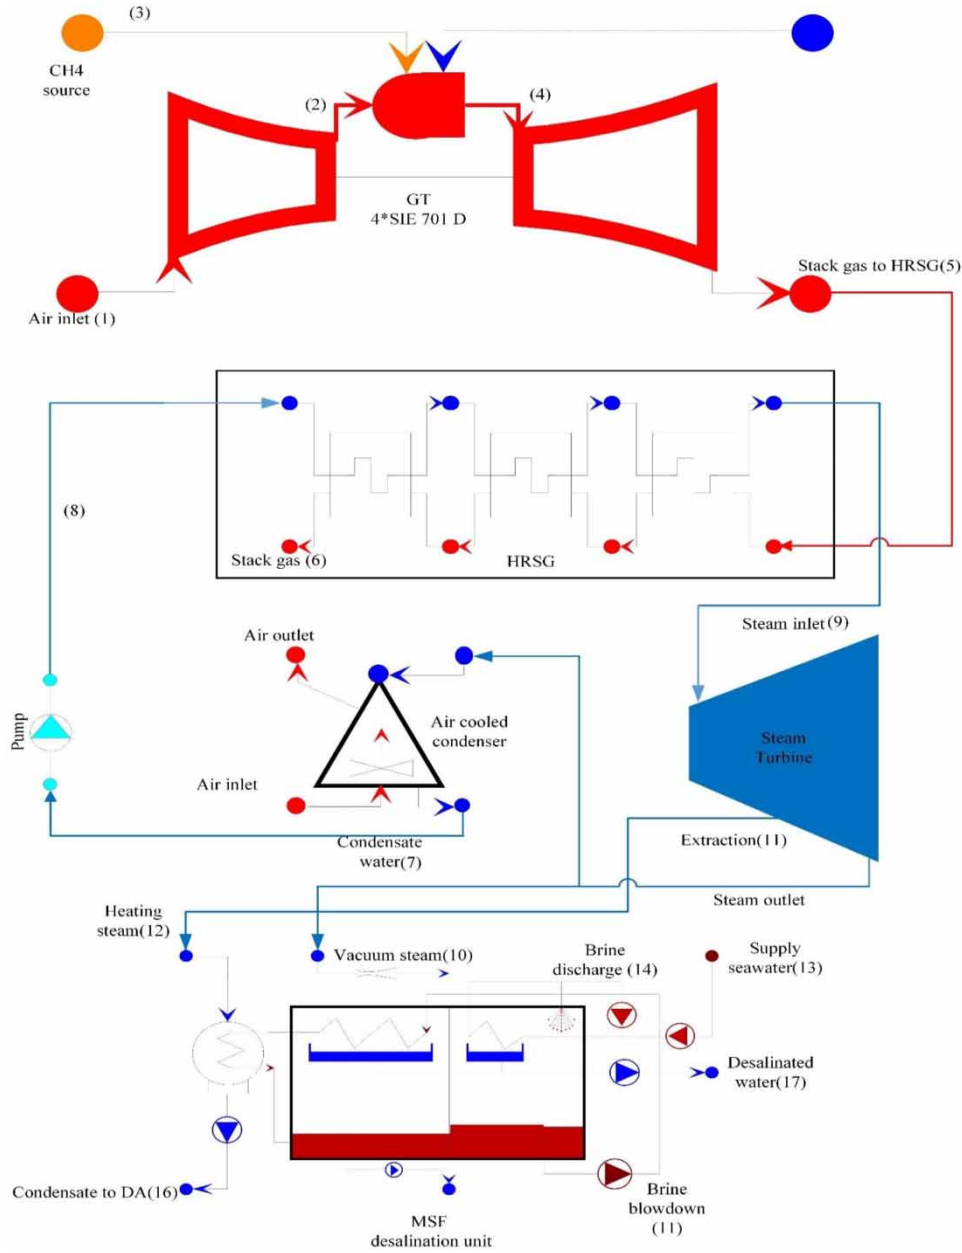 (3)
CH4
source
(2)
(4)
GT
4*SIE 701 D
Stack gas to HRSG(5)
Air inlet (1)
(8)
Stack gas (6)
HRSG
Steam inlet(9)
Air outlet
Pump
Air cooled
condenser
Steam
Turbine
Air inlet
Condensate
water(7)
Extraction(11)
Steam outlet
Heating
steam(12)
Vacuum steam(10)
Brine
discharge (14)
Supply
seawater(13)
Desalinated
water(17)
Condensate to DA(16)
MSF
desalination unit
Brine
blowdown
(11)